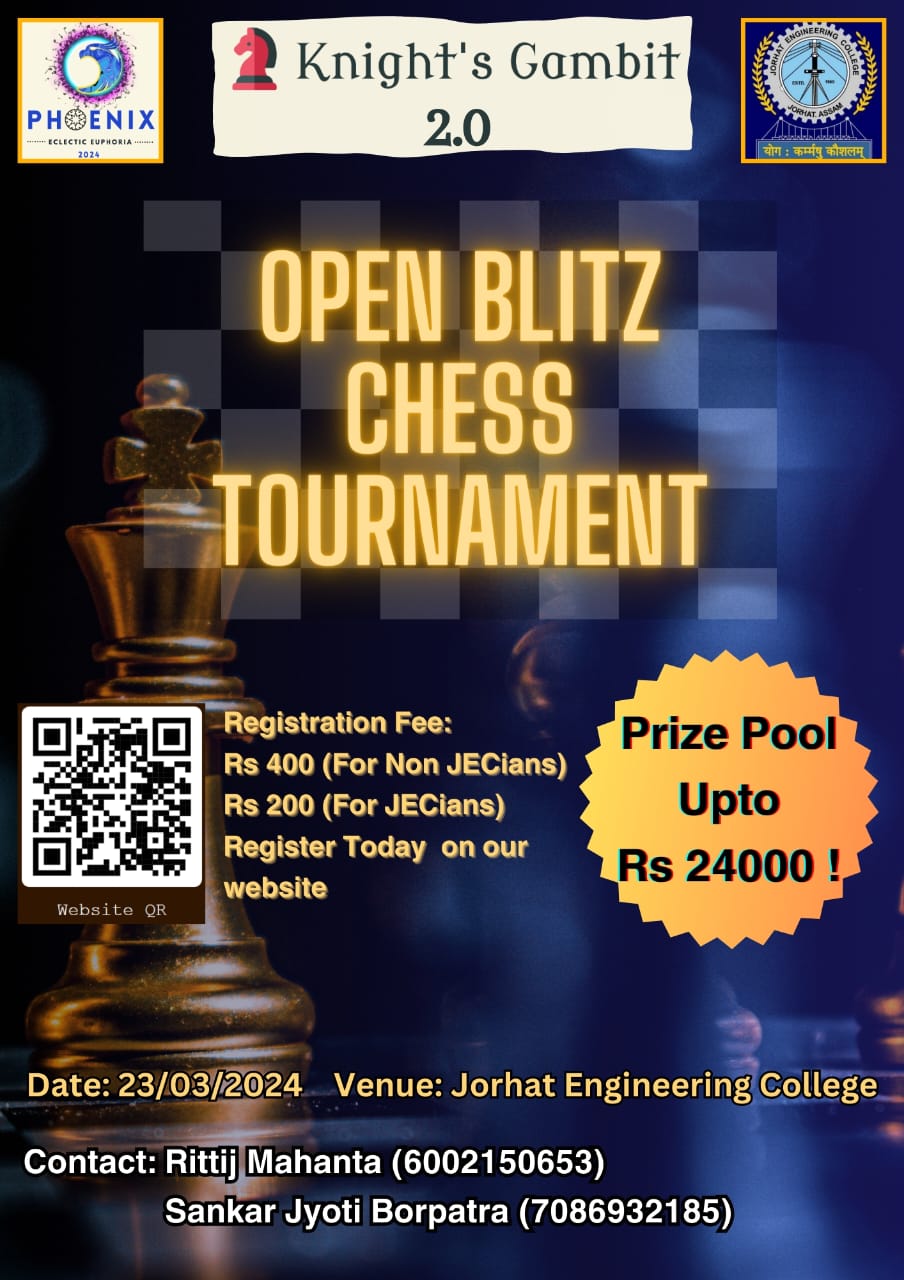 PHOENIX
ECLECTIC EUPHORIA
2024
Knight's Gambit
2.0
JORHAT ENGINEERING COLLEGE
ESTD. 1960
JORHAT, ASSAM
योग : कर्म्मषु कौशलम्
OPEN BLITZ
CHESS
TOURNAMENT
Registration Fee:
Rs 400 (For Non JECians)
Rs 200 (For JECians)
Register Today on our
website
Website QR
Prize Pool
Upto
Rs 24000 !
Date: 23/03/2024 Venue: Jorhat Engineering College
Contact: Rittij Mahanta (6002150653)
Sankar Jyoti Borpatra (7086932185)